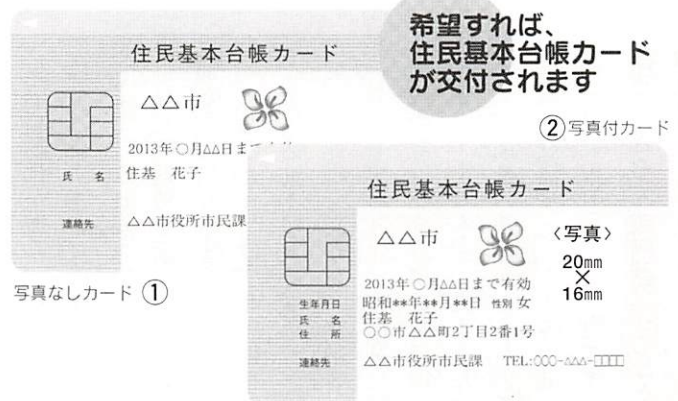 希望すれば、
住民基本台帳カード
が交付されます
住民基本台帳カード
△△市
2013年○月△△日まで
氏　名　住基　花子
連絡先　△△市役所市民課
写真なしカード ①
②写真付カード
住民基本台帳カード
△△市
〈写真〉
20㎜
×
16㎜
2013年○月△△日まで有効
生年月日　昭和**年**月**日　性別 女
氏　名　住基　花子
住　所　○○市△△町2丁目2番1号
連絡先　△△市役所市民課　TEL:○○○-△△△-□□□□